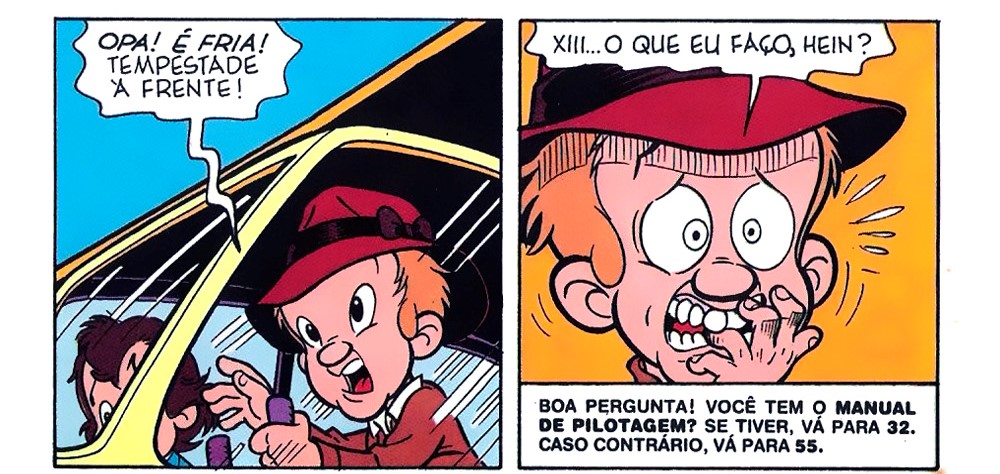 OPA! É FRIA!
TEMPESTADE
À FRENTE!
XIII... O QUE EU FAÇO, HEIN?
BOA PERGUNTA! VOCÊ TEM O MANUAL
DE PILOTAGEM? SE TIVER, VÁ PARA 32.
CASO CONTRÁRIO, VÁ PARA 55.